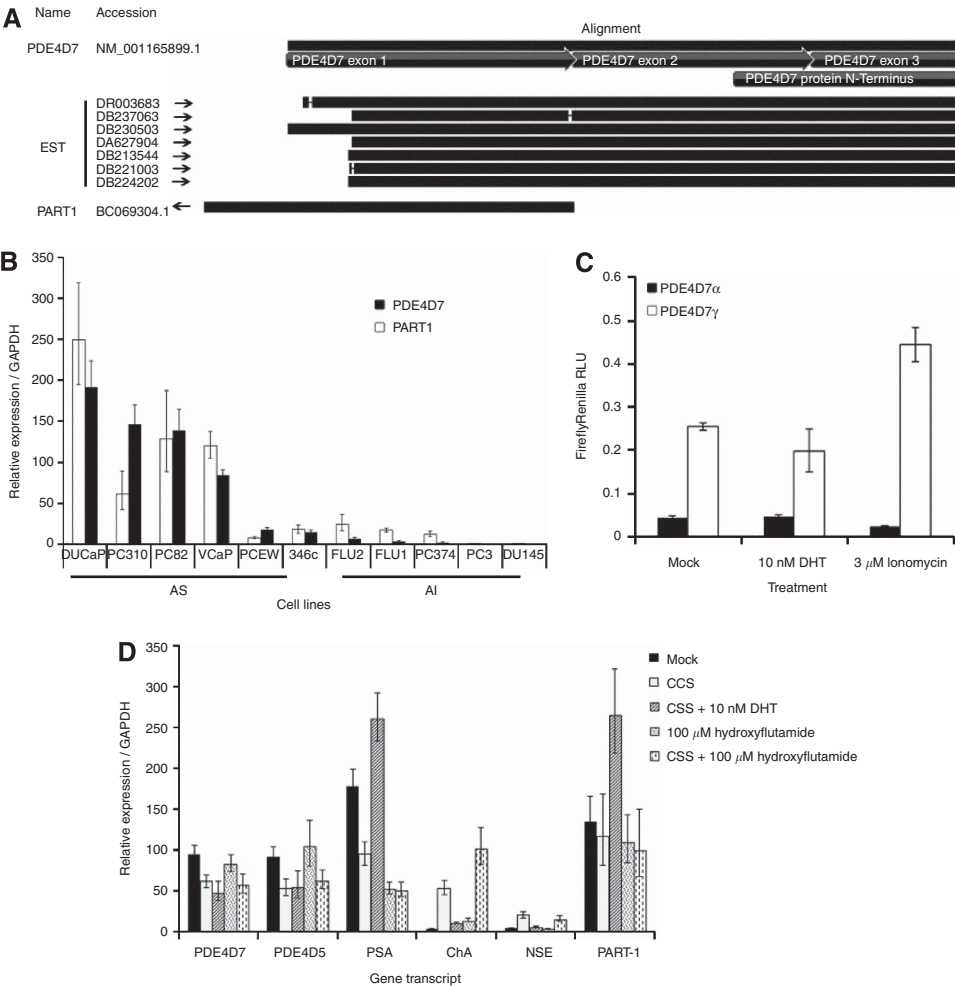 A
Name Accession
Alignment
PDE4D7 NM_001165899.1
PDE4D7 exon 1 PDE4D7 exon 2 PDE4D7 exon 3
PDE4D7 protein N-Terminus
EST
DR003683 →
DB237063 →
DB230503 →
DA627904 →
DB213544 →
DB221003 →
DB224202 →
PART1 BC069304.1 ←
B
Relative expression / GAPDH
350
300
250
200
150
100
50
0
PDE4D7
PART1
DUCaP PC310 PC82 VCaP PCEW 346c FLU2 FLU1 PC374 PC3 DU145
AS AI
Cell lines
C
FireflyRenilla RLU
0.6
0.5
0.4
0.3
0.2
0.1
0
PDE4D7α
PDE4D7γ
Mock 10 nM DHT 3 μM Ionomycin
Treatment
D
Relative expression / GAPDH
350
300
250
200
150
100
50
0
Mock
CCS
CSS + 10 nM DHT
100 μM hydroxyflutamide
CSS + 100 μM hydroxyflutamide
PDE4D7 PDE4D5 PSA ChA NSE PART-1
Gene transcript